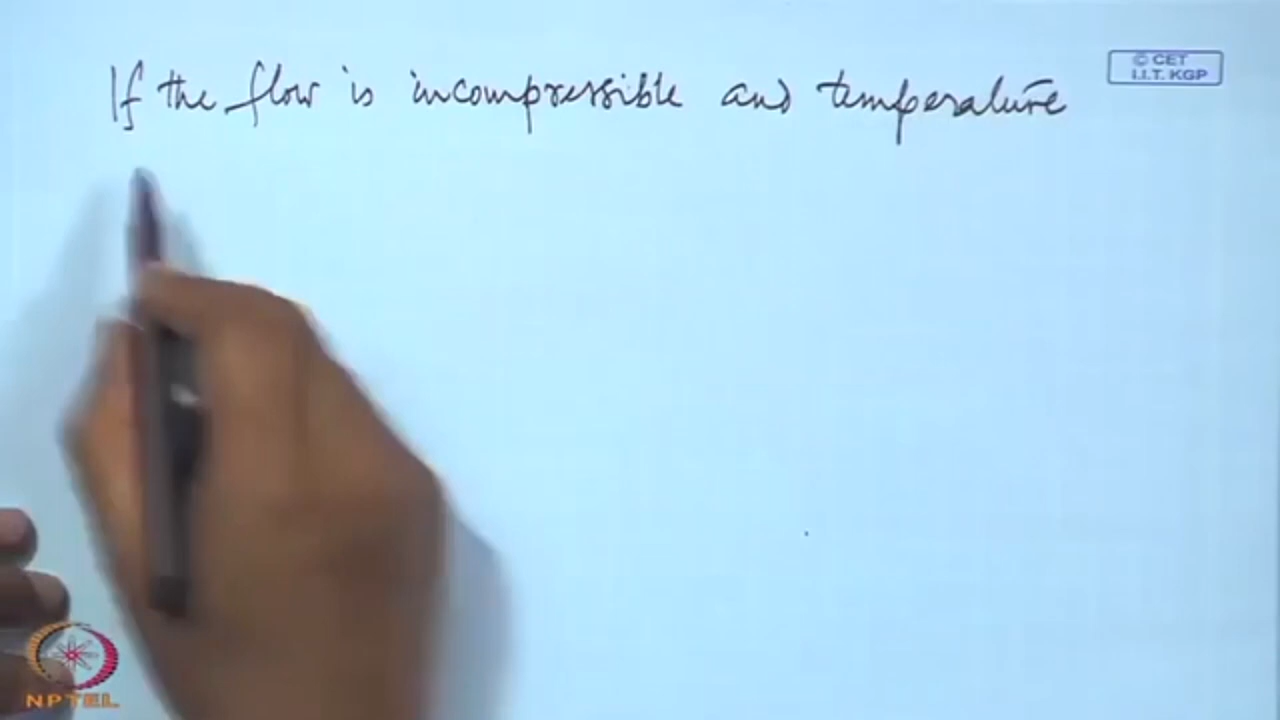 If the flow is incompressible and temperature
© CET
I.I.T. KGP
NPTEL